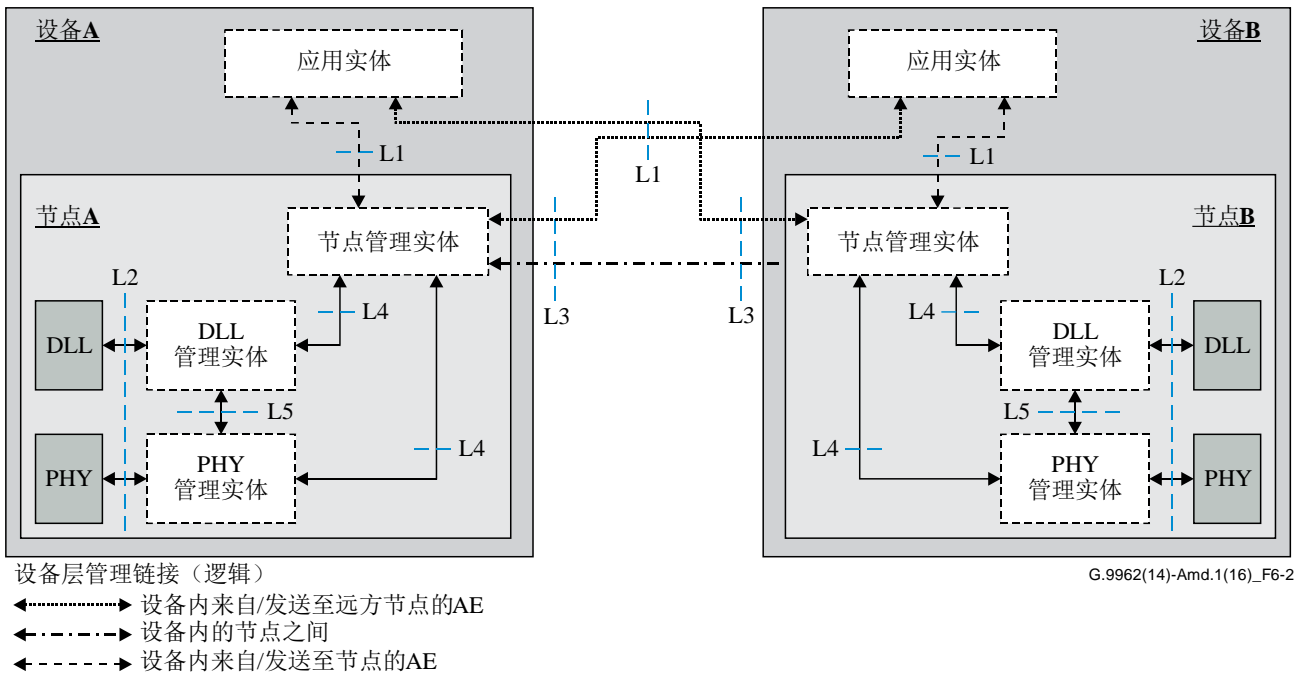 设备A
应用实体
L1
节点A
节点管理实体
L2
L4
DLL
DLL
管理实体
L5
L4
PHY
PHY
管理实体
L1
L3
L3
设备B
应用实体
L1
节点B
节点管理实体
L2
L4
DLL
管理实体
DLL
L5
L4
PHY
管理实体
PHY
设备层管理链接（逻辑）
G.9962(14)-Amd.1(16)_F6-2
设备内来自/发送至远方节点的AE
设备内的节点之间
设备内来自/发送至节点的AE